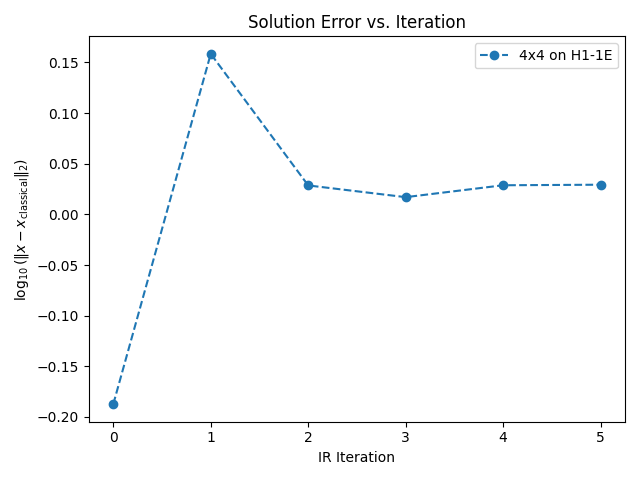 Solution Error vs. Iteration
4x4 on H1-1E
log₁₀(‖x − x_classical‖₂)
0.15
0.10
0.05
0.00
−0.05
−0.10
−0.15
−0.20
0 1 2 3 4 5
IR Iteration